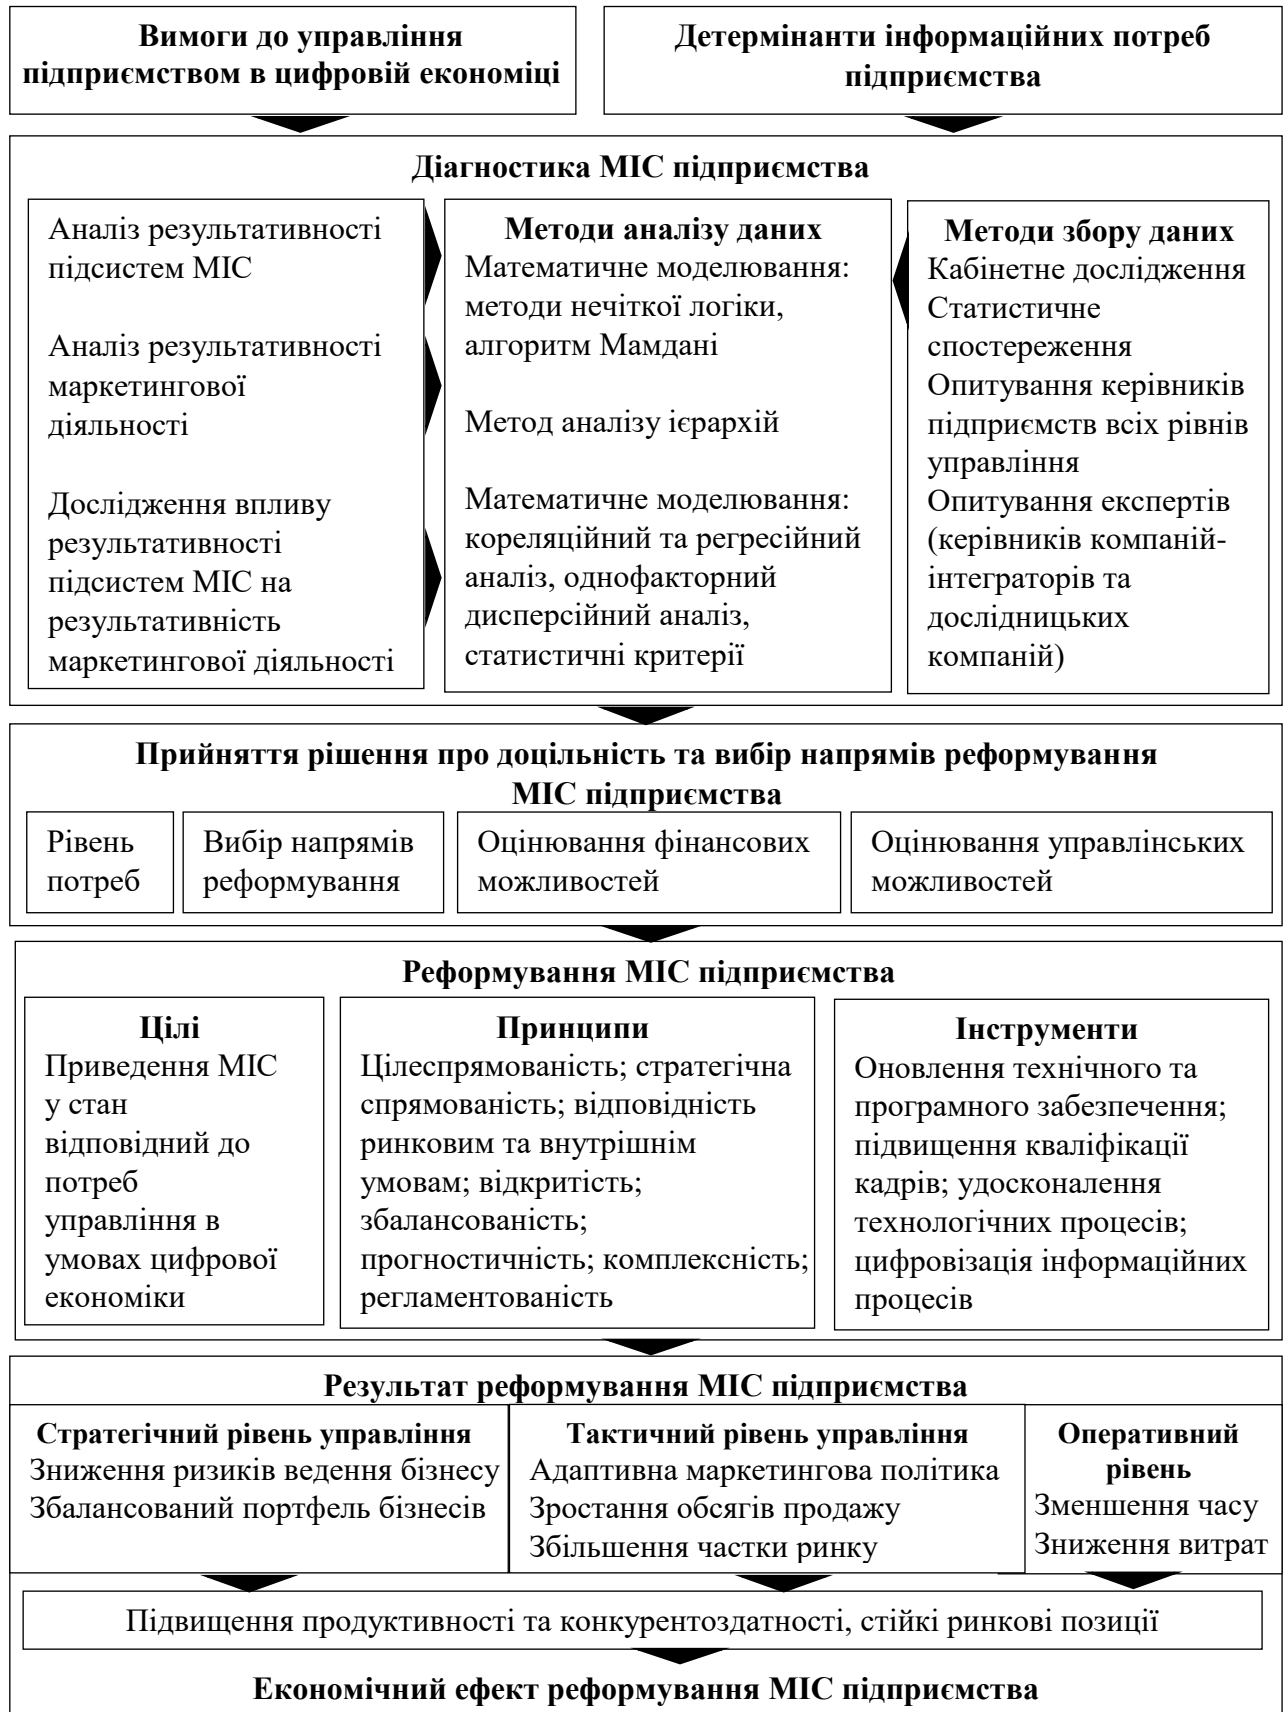 Вимоги до управління
підприємством в цифровій економіці
Детермінанти інформаційних потреб
підприємства
Діагностика МІС підприємства
Аналіз результативності
підсистем МІС
Аналіз результативності
маркетингової
діяльності
Дослідження впливу
результативності
підсистем МІС на
результативність
маркетингової діяльності
Методи аналізу даних
Математичне моделювання:
методи нечіткої логіки,
алгоритм Мамдані
Метод аналізу ієрархій
Математичне моделювання:
кореляційний та регресійний
аналіз, однофакторний
дисперсійний аналіз,
статистичні критерії
Методи збору даних
Кабінетне дослідження
Статистичне
спостереження
Опитування керівників
підприємств всіх рівнів
управління
Опитування експертів
(керівників компаній-
інтеграторів та
дослідницьких
компаній)
Прийняття рішення про доцільність та вибір напрямів реформування
МІС підприємства
Рівень
потреб
Вибір напрямів
реформування
Оцінювання фінансових
можливостей
Оцінювання управлінських
можливостей
Реформування МІС підприємства
Цілі
Приведення МІС
у стан
відповідний до
потреб
управління в
умовах цифрової
економіки
Принципи
Цілеспрямованість; стратегічна
спрямованість; відповідність
ринковим та внутрішнім
умовам; відкритість;
збалансованість;
прогностичність; комплексність;
регламентованість
Інструменти
Оновлення технічного та
програмного забезпечення;
підвищення кваліфікації
кадрів; удосконалення
технологічних процесів;
цифровізація інформаційних
процесів
Результат реформування МІС підприємства
Стратегічний рівень управління
Зниження ризиків ведення бізнесу
Збалансований портфель бізнесів
Тактичний рівень управління
Адаптивна маркетингова політика
Зростання обсягів продажу
Збільшення частки ринку
Оперативний
рівень
Зменшення часу
Зниження витрат
Підвищення продуктивності та конкурентоздатності, стійкі ринкові позиції
Економічний ефект реформування МІС підприємства